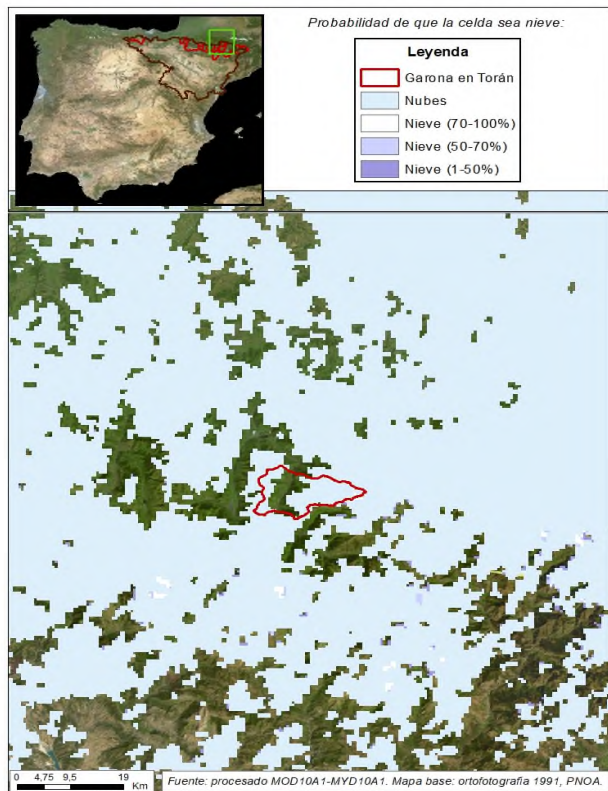 Probabilidad de que la celda sea nieve:
Leyenda
Garona en Torán
Nubes
Nieve (70-100%)
Nieve (50-70%)
Nieve (1-50%)
0 4,75 9,5 19
Km
Fuente: procesado MOD10A1-MYD10A1. Mapa base: ortofotografía 1991, PNOA.